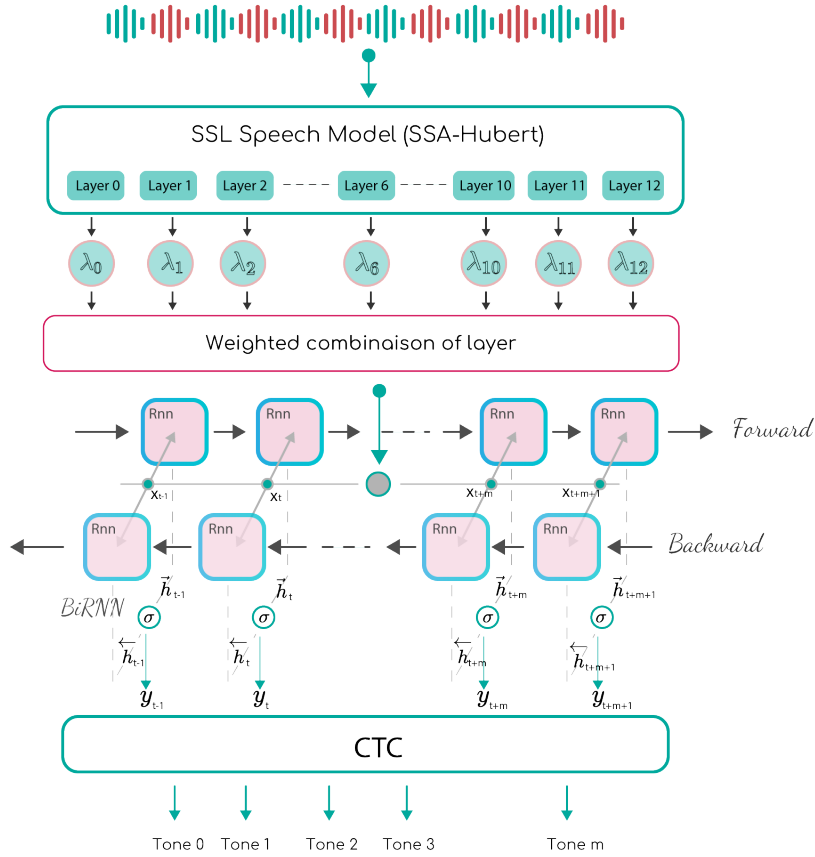 SSL Speech Model (SSA-Hubert)
Layer 0 Layer 1 Layer 2 Layer 6 Layer 10 Layer 11 Layer 12
λ₀ λ₁ λ₂ λ₆ λ₁₀ λ₁₁ λ₁₂
Weighted combinaison of layer
Rnn Rnn Rnn Rnn
Forward
xₜ₋₁ xₜ xₜ₊ₘ xₜ₊ₘ₊₁
Rnn Rnn Rnn Rnn
Backward
h⃗ₜ₋₁ h⃗ₜ h⃗ₜ₊ₘ h⃗ₜ₊ₘ₊₁
BiRNN
σ σ σ σ
h⃖ₜ₋₁ h⃖ₜ h⃖ₜ₊ₘ h⃖ₜ₊ₘ₊₁
yₜ₋₁ yₜ yₜ₊ₘ yₜ₊ₘ₊₁
CTC
Tone 0 Tone 1 Tone 2 Tone 3 Tone m